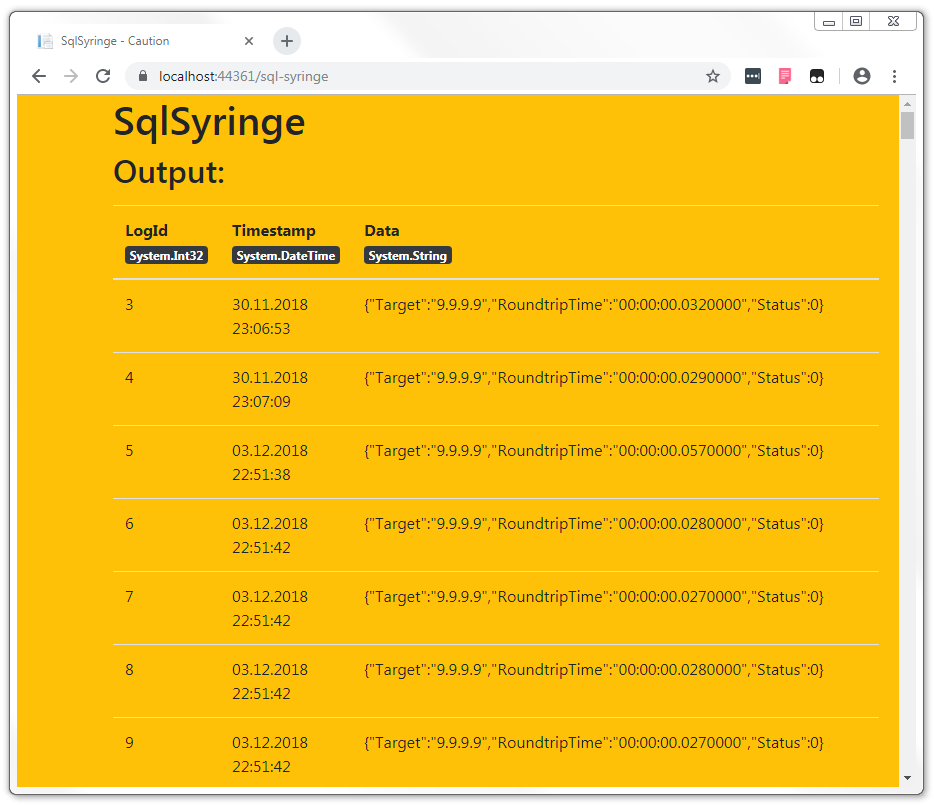 SqlSyringe - Caution
localhost:44361/sql-syringe
SqlSyringe
Output:
LogId Timestamp Data
System.Int32 System.DateTime System.String
3 30.11.2018 {"Target":"9.9.9.9","RoundtripTime":"00:00:00.0320000","Status":0}
23:06:53
4 30.11.2018 {"Target":"9.9.9.9","RoundtripTime":"00:00:00.0290000","Status":0}
23:07:09
5 03.12.2018 {"Target":"9.9.9.9","RoundtripTime":"00:00:00.0570000","Status":0}
22:51:38
6 03.12.2018 {"Target":"9.9.9.9","RoundtripTime":"00:00:00.0280000","Status":0}
22:51:42
7 03.12.2018 {"Target":"9.9.9.9","RoundtripTime":"00:00:00.0270000","Status":0}
22:51:42
8 03.12.2018 {"Target":"9.9.9.9","RoundtripTime":"00:00:00.0280000","Status":0}
22:51:42
9 03.12.2018 {"Target":"9.9.9.9","RoundtripTime":"00:00:00.0270000","Status":0}
22:51:42